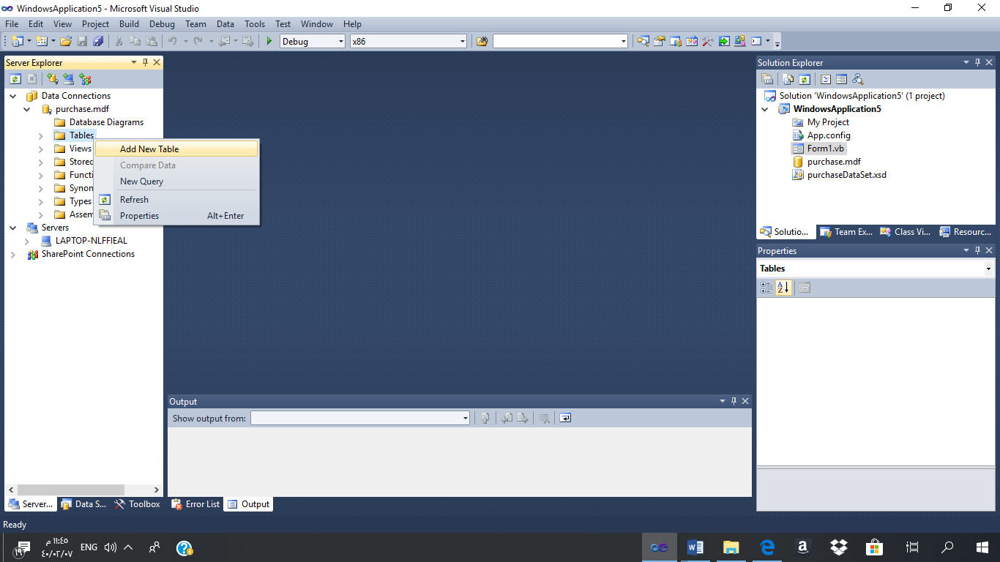 WindowsApplication5 - Microsoft Visual Studio
File Edit View Project Build Debug Team Data Tools Test Window Help
Debug x86
Server Explorer
Data Connections
purchase.mdf
Database Diagrams
Tables
Views
Stored
Functi
Synon
Types
Assem
Servers
LAPTOP-NLFFIEAL
SharePoint Connections
Add New Table
Compare Data
New Query
Refresh
Properties Alt+Enter
Server... Data S... Toolbox
Output
Show output from:
Error List Output
Solution Explorer
Solution 'WindowsApplication5' (1 project)
WindowsApplication5
My Project
App.config
Form1.vb
purchase.mdf
purchaseDataSet.xsd
Solutio... Team Ex... Class Vi... Resourc...
Properties
Tables
Ready
١٩
١١:٤٥ م
٤٠/٠٢/٠٧
ENG